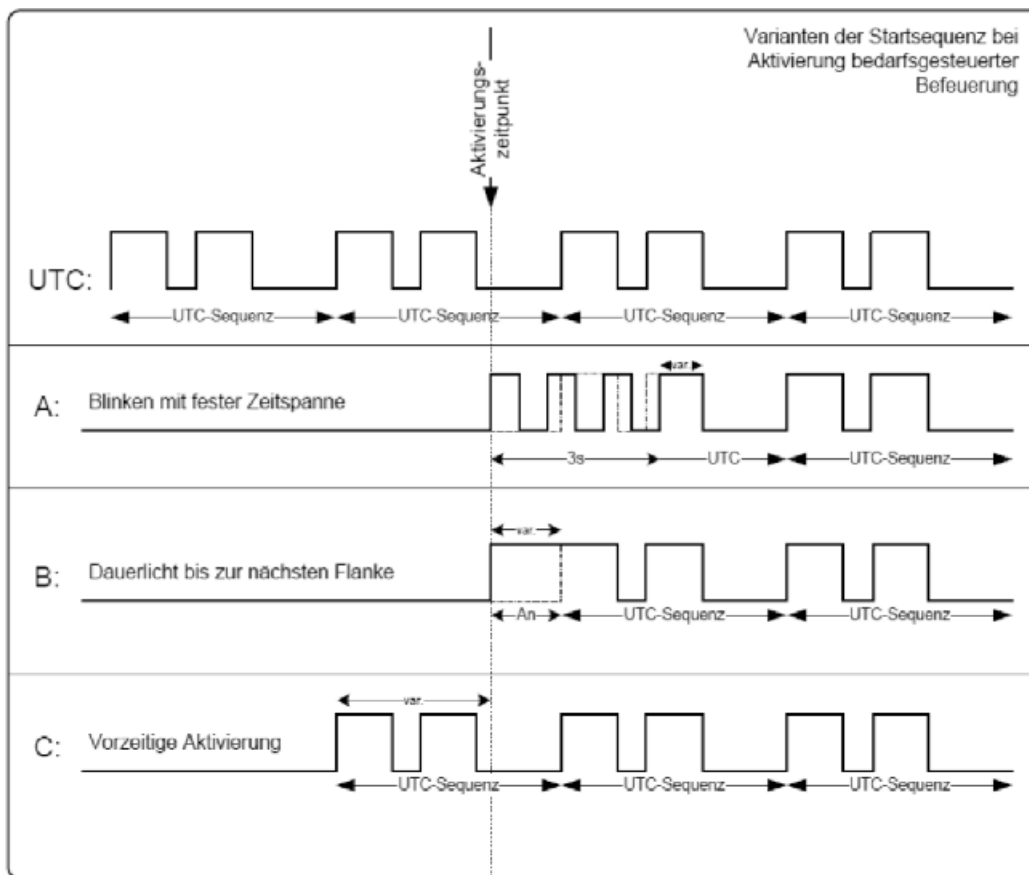 Varianten der Startsequenz bei
Aktivierung bedarfsgesteuerter
Befeuerung
Aktivierungs-
zeitpunkt
UTC:
UTC-Sequenz UTC-Sequenz UTC-Sequenz UTC-Sequenz
var.
A: Blinken mit fester Zeitspanne
3s UTC UTC-Sequenz
var.
B: Dauerlicht bis zur nächsten Flanke
An UTC-Sequenz UTC-Sequenz
var.
C: Vorzeitige Aktivierung
UTC-Sequenz UTC-Sequenz UTC-Sequenz